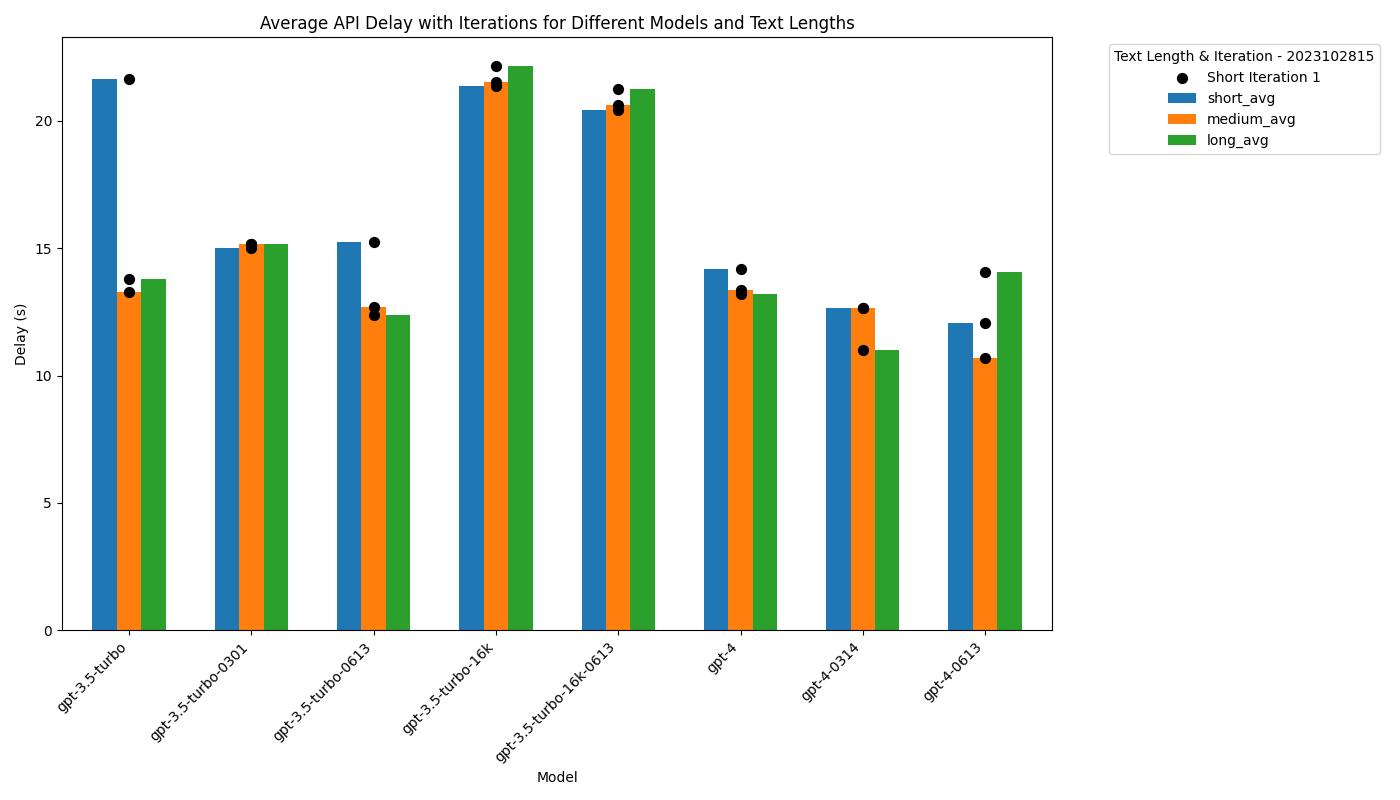 Average API Delay with Iterations for Different Models and Text Lengths
Text Length & Iteration - 2023102815
Short Iteration 1
short_avg
medium_avg
long_avg
Delay (s)
20
15
10
5
0
gpt-3.5-turbo
gpt-3.5-turbo-0301
gpt-3.5-turbo-0613
gpt-3.5-turbo-16k
gpt-3.5-turbo-16k-0613
gpt-4
gpt-4-0314
gpt-4-0613
Model